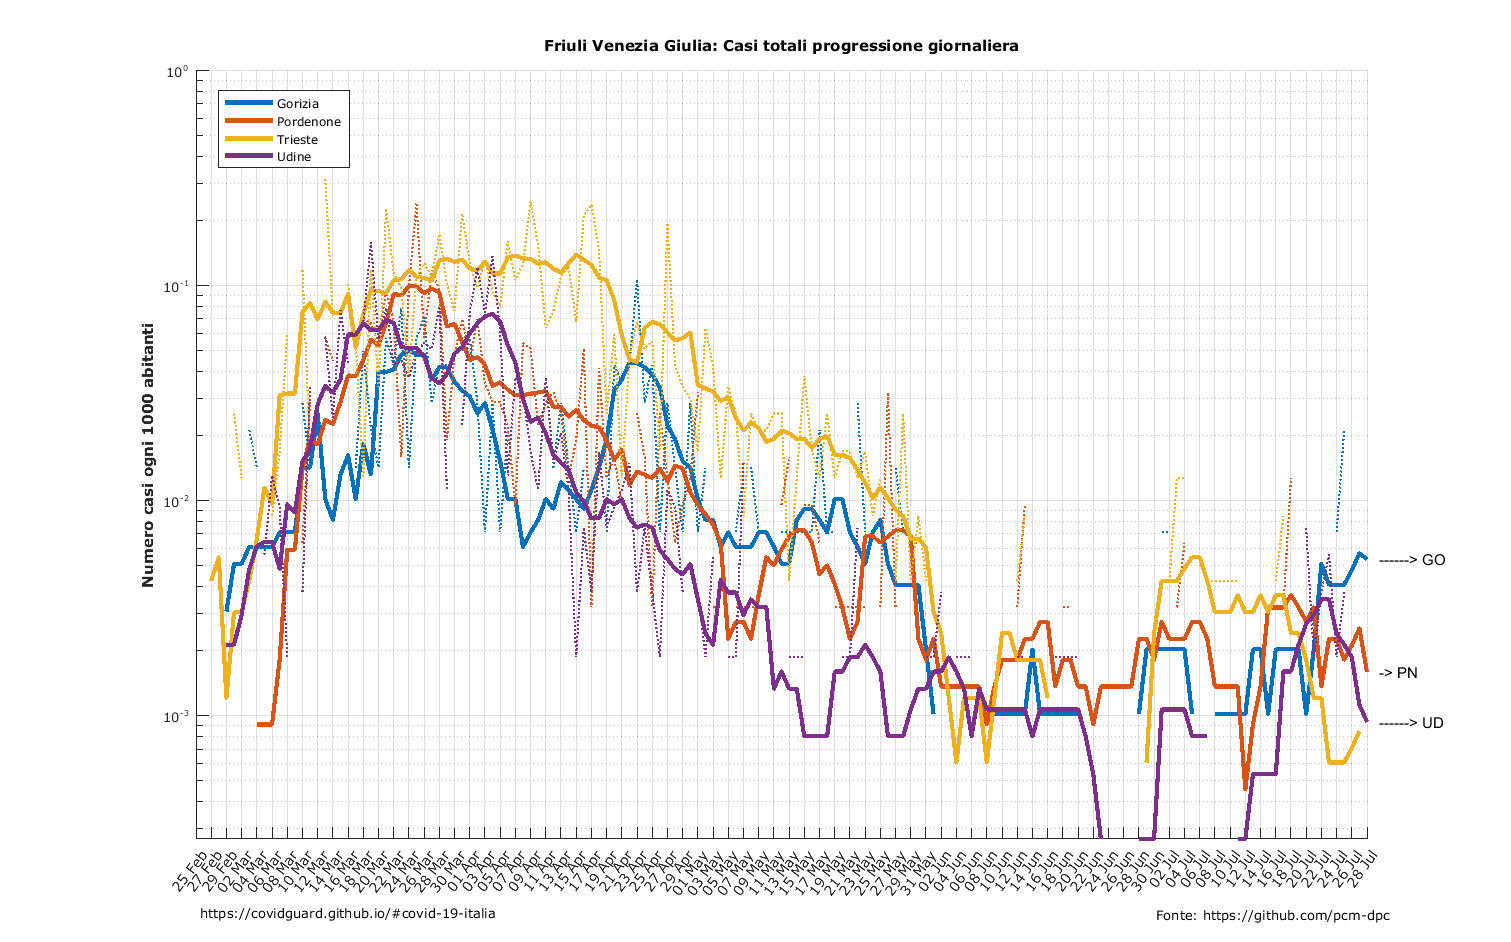 Friuli Venezia Giulia: Casi totali progressione giornaliera
10^0
10^-1
10^-2
10^-3
Numero casi ogni 1000 abitanti
Gorizia
Pordenone
Trieste
Udine
------> GO
-> PN
------> UD
25 Feb
27 Feb
29 Feb
02 Mar
04 Mar
06 Mar
08 Mar
10 Mar
12 Mar
14 Mar
16 Mar
18 Mar
20 Mar
22 Mar
24 Mar
26 Mar
28 Mar
30 Mar
01 Apr
03 Apr
05 Apr
07 Apr
09 Apr
11 Apr
13 Apr
15 Apr
17 Apr
19 Apr
21 Apr
23 Apr
25 Apr
27 Apr
29 Apr
01 May
03 May
05 May
07 May
09 May
11 May
13 May
15 May
17 May
19 May
21 May
23 May
25 May
27 May
29 May
31 May
02 Jun
04 Jun
06 Jun
08 Jun
10 Jun
12 Jun
14 Jun
16 Jun
18 Jun
20 Jun
22 Jun
24 Jun
26 Jun
28 Jun
30 Jun
02 Jul
04 Jul
06 Jul
08 Jul
10 Jul
12 Jul
14 Jul
16 Jul
18 Jul
20 Jul
22 Jul
24 Jul
26 Jul
28 Jul
https://covidguard.github.io/#covid-19-italia
Fonte: https://github.com/pcm-dpc